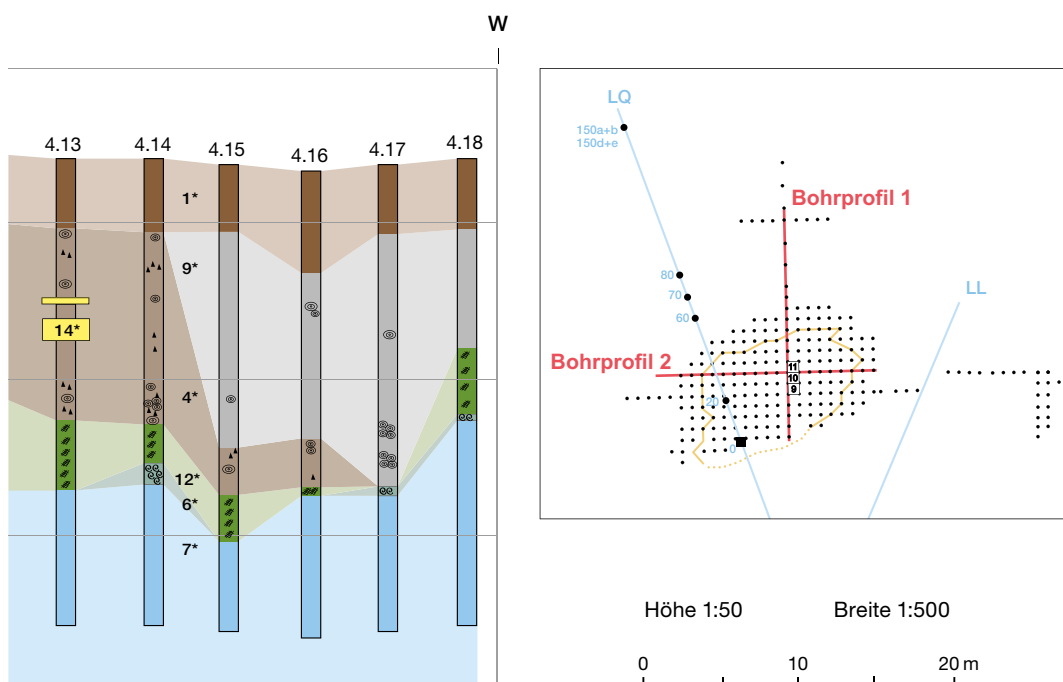 W
4.13 4.14 4.15 4.16 4.17 4.18
1*
9*
14*
4*
12*
6*
7*
LQ
150a+b
150d+e
Bohrprofil 1
80
70
60
LL
Bohrprofil 2
11
10
9
20
0
Höhe 1:50 Breite 1:500
0 10 20 m